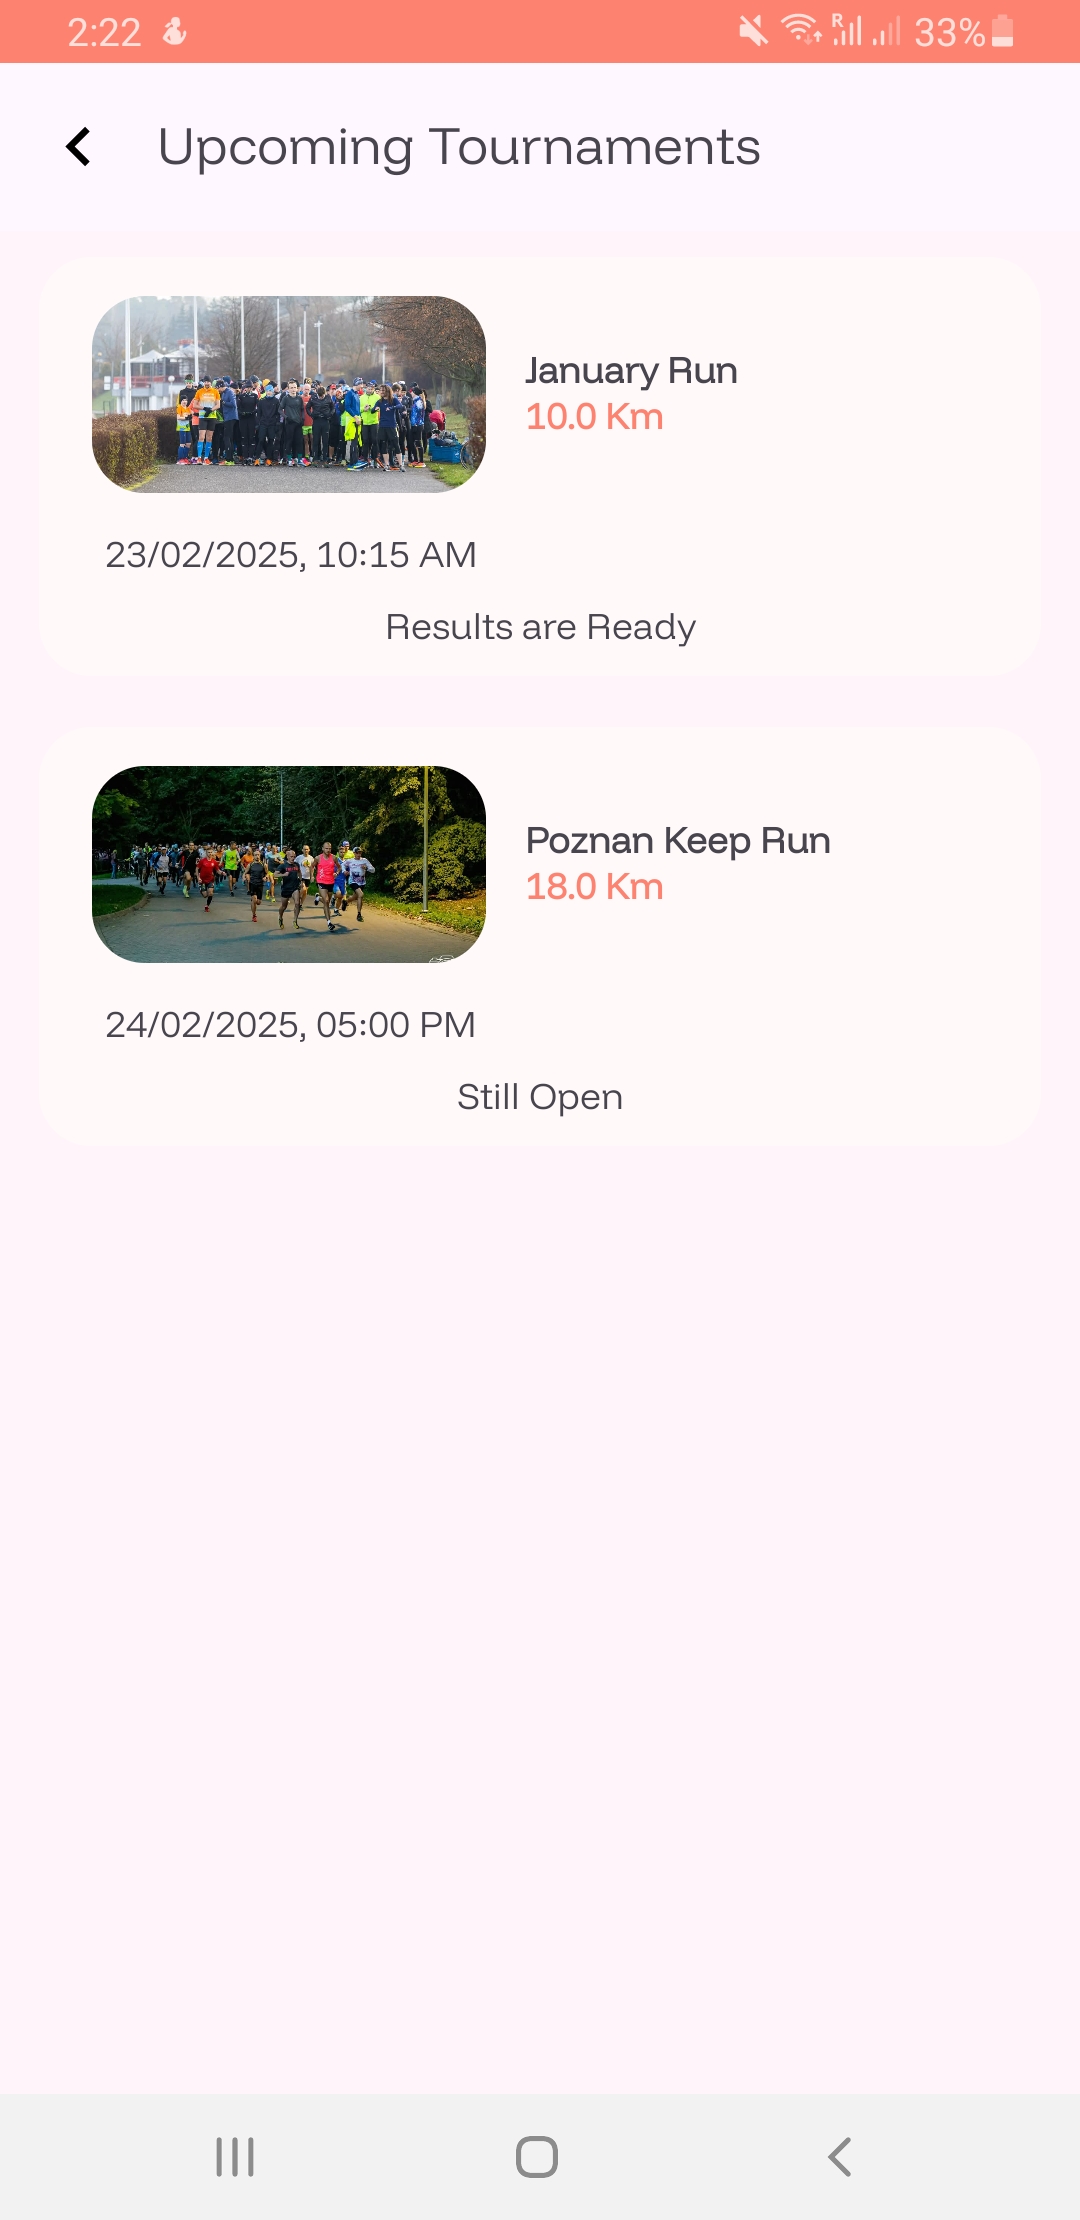 2:22
R
33%
Upcoming Tournaments
January Run
10.0 Km
23/02/2025, 10:15 AM
Results are Ready
Poznan Keep Run
18.0 Km
24/02/2025, 05:00 PM
Still Open